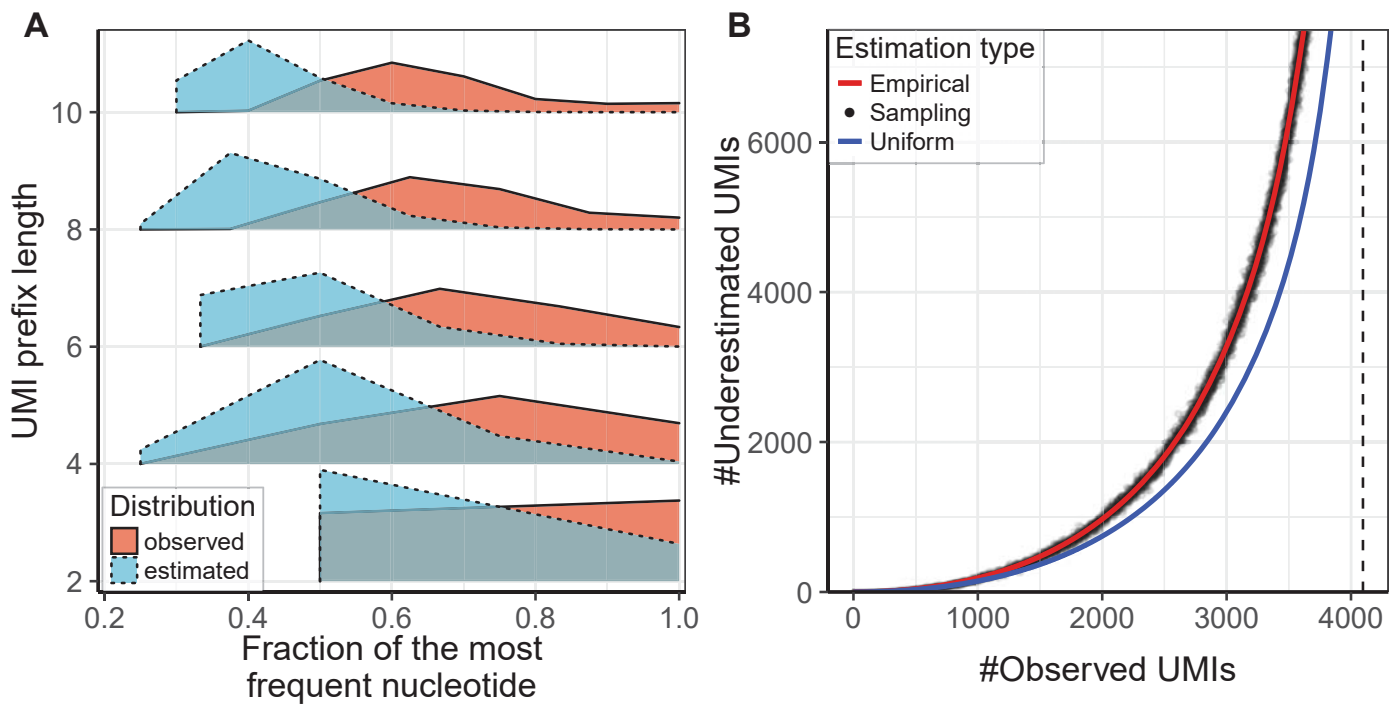 A
UMI prefix length
10
8
6
4
2
Distribution
observed
estimated
0.2
0.4
0.6
0.8
1.0
Fraction of the most
frequent nucleotide
B
#Underestimated UMIs
6000
4000
2000
0
Estimation type
Empirical
Sampling
Uniform
0
1000
2000
3000
4000
#Observed UMIs